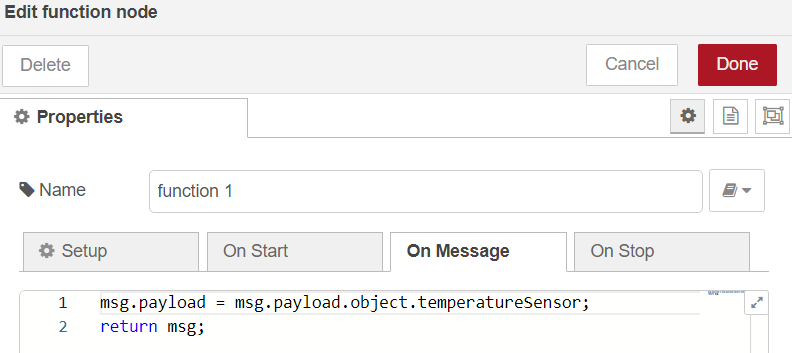 Edit function node
Delete
Cancel
Done
Properties
Name
function 1
Setup
On Start
On Message
On Stop
1 msg.payload = msg.payload.object.temperatureSensor;
2 return msg;